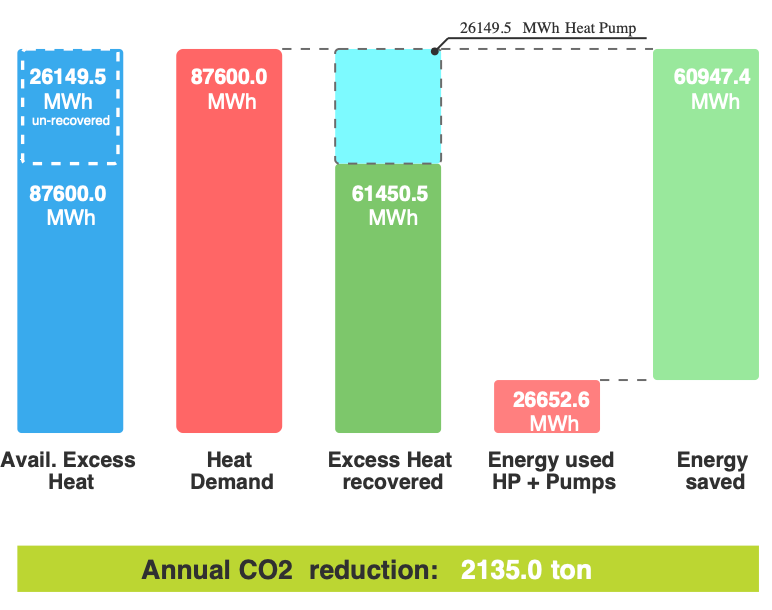 26149.5 MWh Heat Pump
26149.5
MWh
un-recovered
87600.0
MWh
87600.0
MWh
61450.5
MWh
26652.6
MWh
60947.4
MWh
Avail. Excess
Heat
Heat
Demand
Excess Heat
recovered
Energy used
HP + Pumps
Energy
saved
Annual CO2 reduction: 2135.0 ton